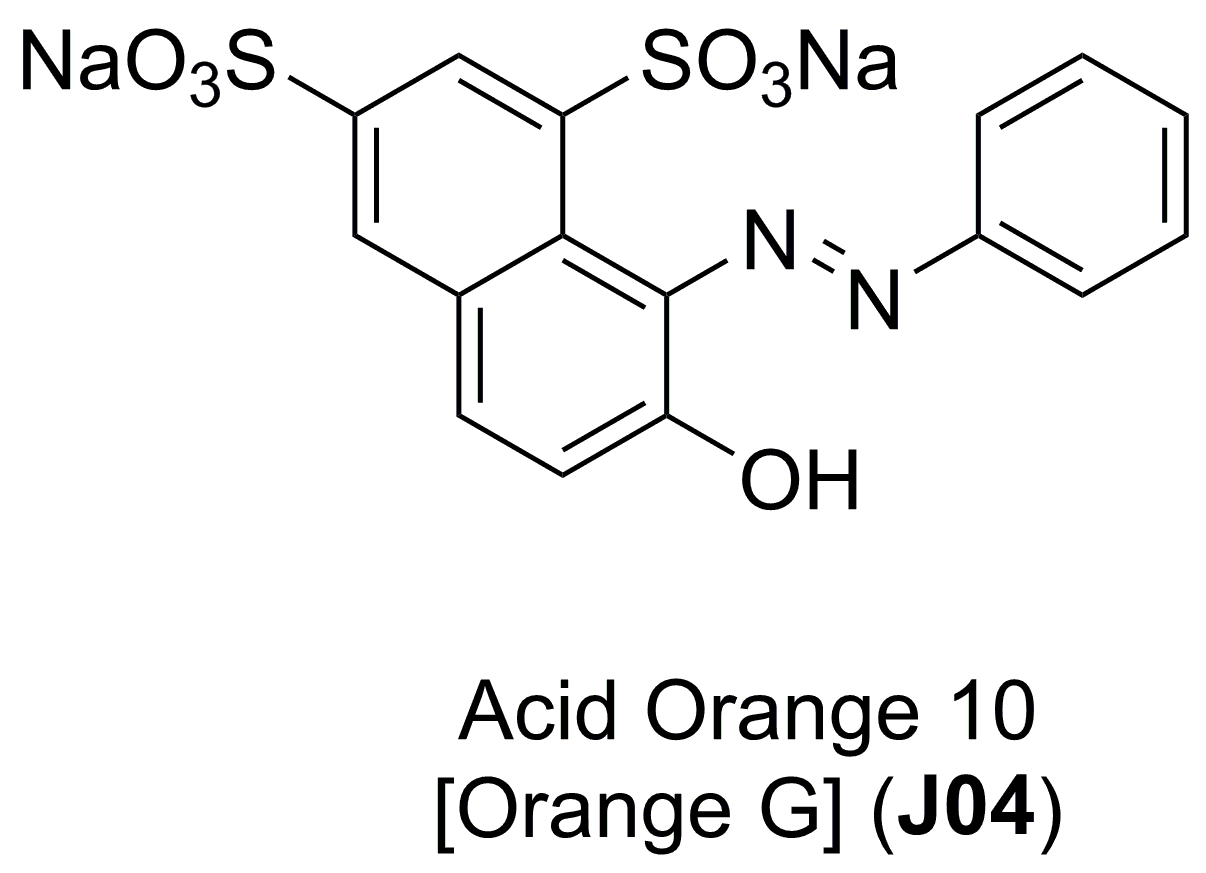 NaO₃S
SO₃Na
N
N
OH
Acid Orange 10
[Orange G] (J04)